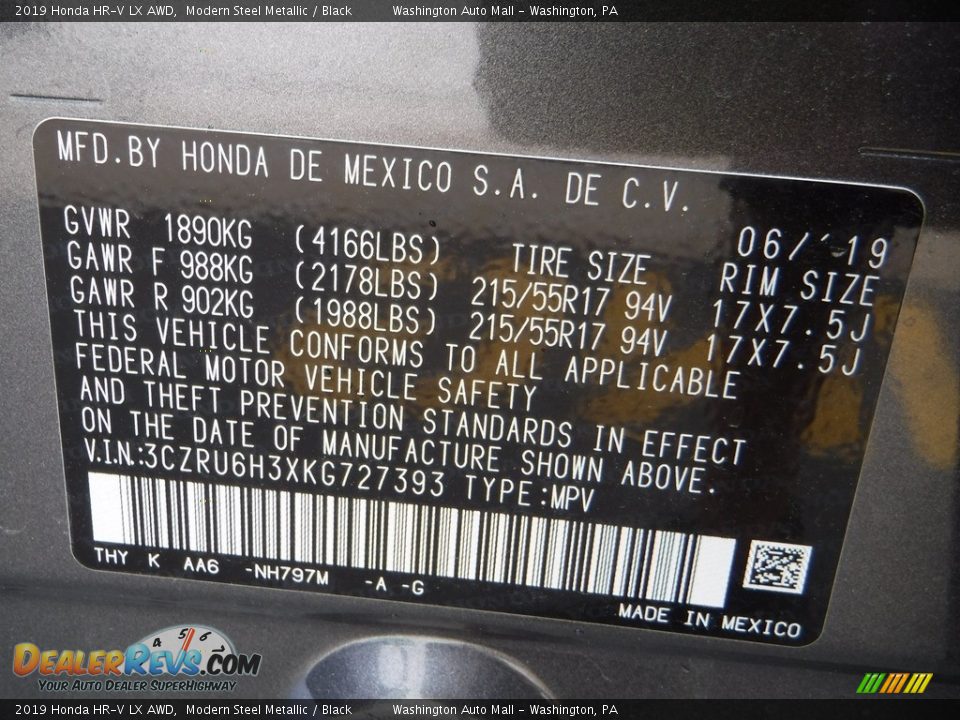 2019 Honda HR-V LX AWD, Modern Steel Metallic / Black Washington Auto Mall - Washington, PA
MFD.BY HONDA DE MEXICO S.A. DE C.V.
06/'19
GVWR 1890KG (4166LBS) TIRE SIZE RIM SIZE
GAWR F 988KG (2178LBS) 215/55R17 94V 17X7.5J
GAWR R 902KG (1988LBS) 215/55R17 94V 17X7.5J
THIS VEHICLE CONFORMS TO ALL APPLICABLE
FEDERAL MOTOR VEHICLE SAFETY
AND THEFT PREVENTION STANDARDS IN EFFECT
ON THE DATE OF MANUFACTURE SHOWN ABOVE.
V.I.N.:3CZRU6H3XKG727393 TYPE:MPV
THY K AA6 -NH797M -A -G
MADE IN MEXICO
4 5 6
DEALERREVS.COM
YOUR AUTO DEALER SUPERHIGHWAY
2019 Honda HR-V LX AWD, Modern Steel Metallic / Black Washington Auto Mall - Washington, PA